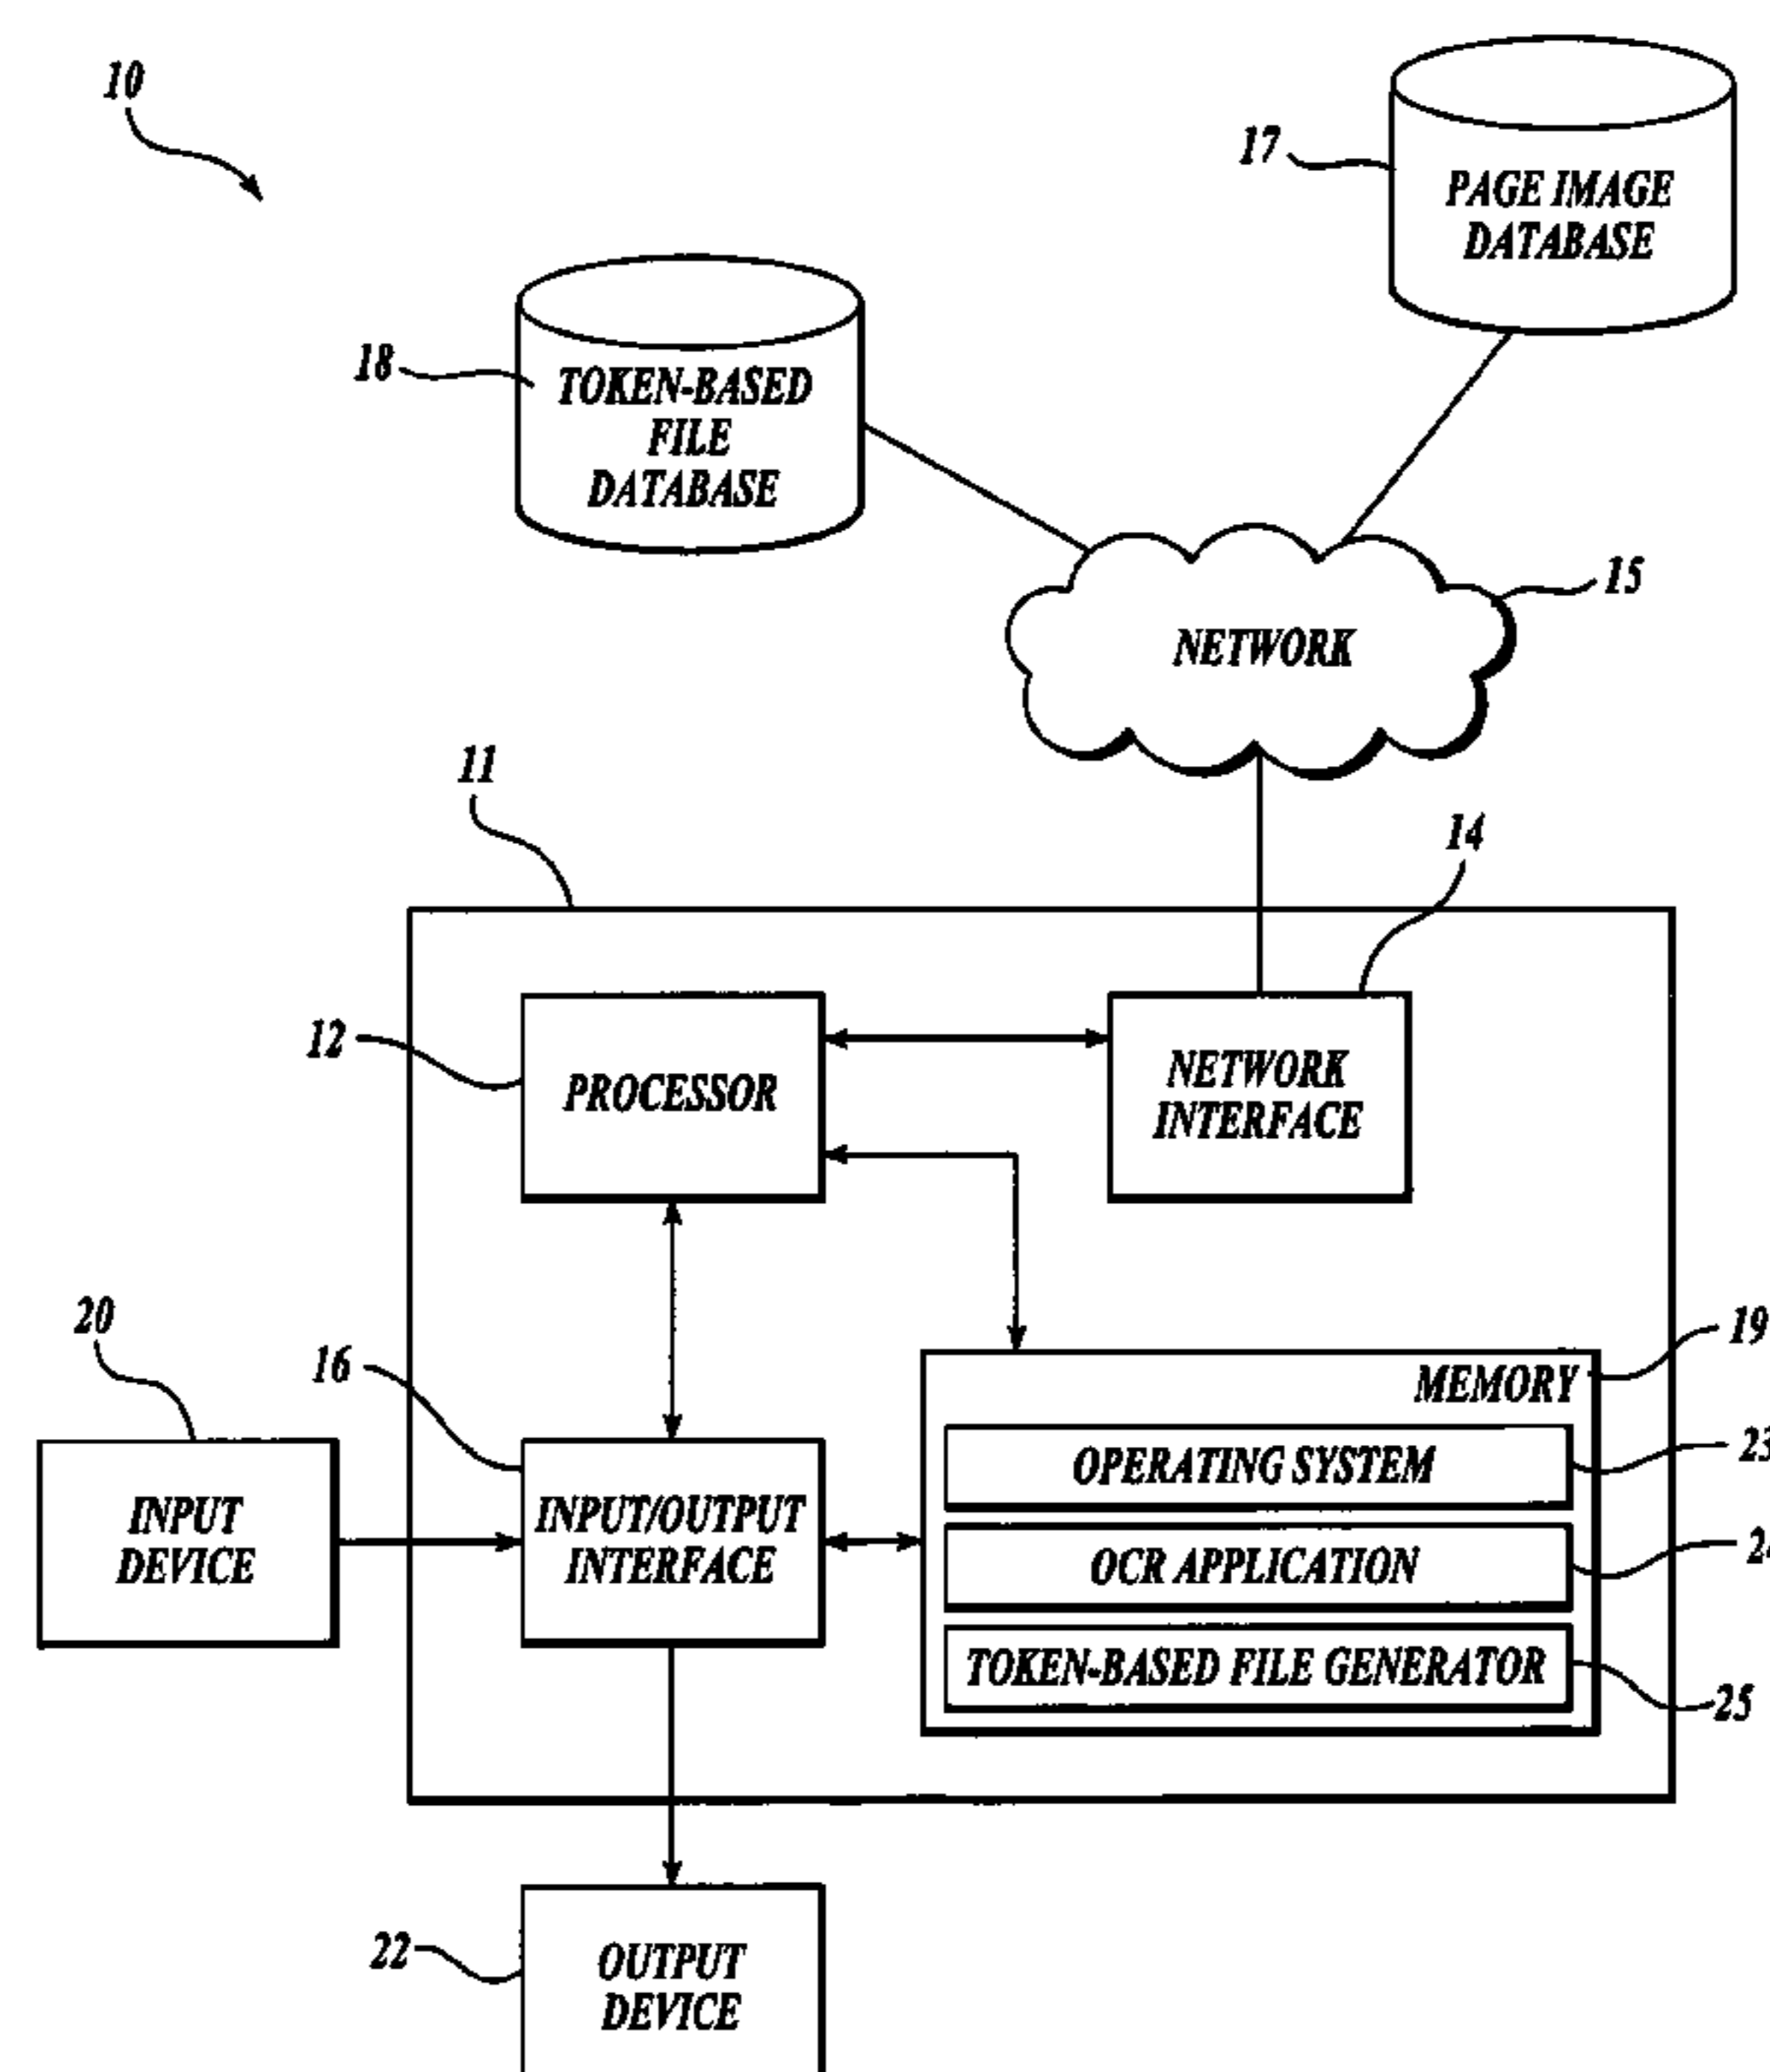 10
17
PAGE IMAGE
DATABASE
18
TOKEN-BASED
FILE
DATABASE
15
NETWORK
11
14
12
PROCESSOR
NETWORK
INTERFACE
20
16
19
MEMORY
INPUT
DEVICE
INPUT/OUTPUT
INTERFACE
OPERATING SYSTEM
23
OCR APPLICATION
TOKEN-BASED FILE GENERATOR
25
22
OUTPUT
DEVICE